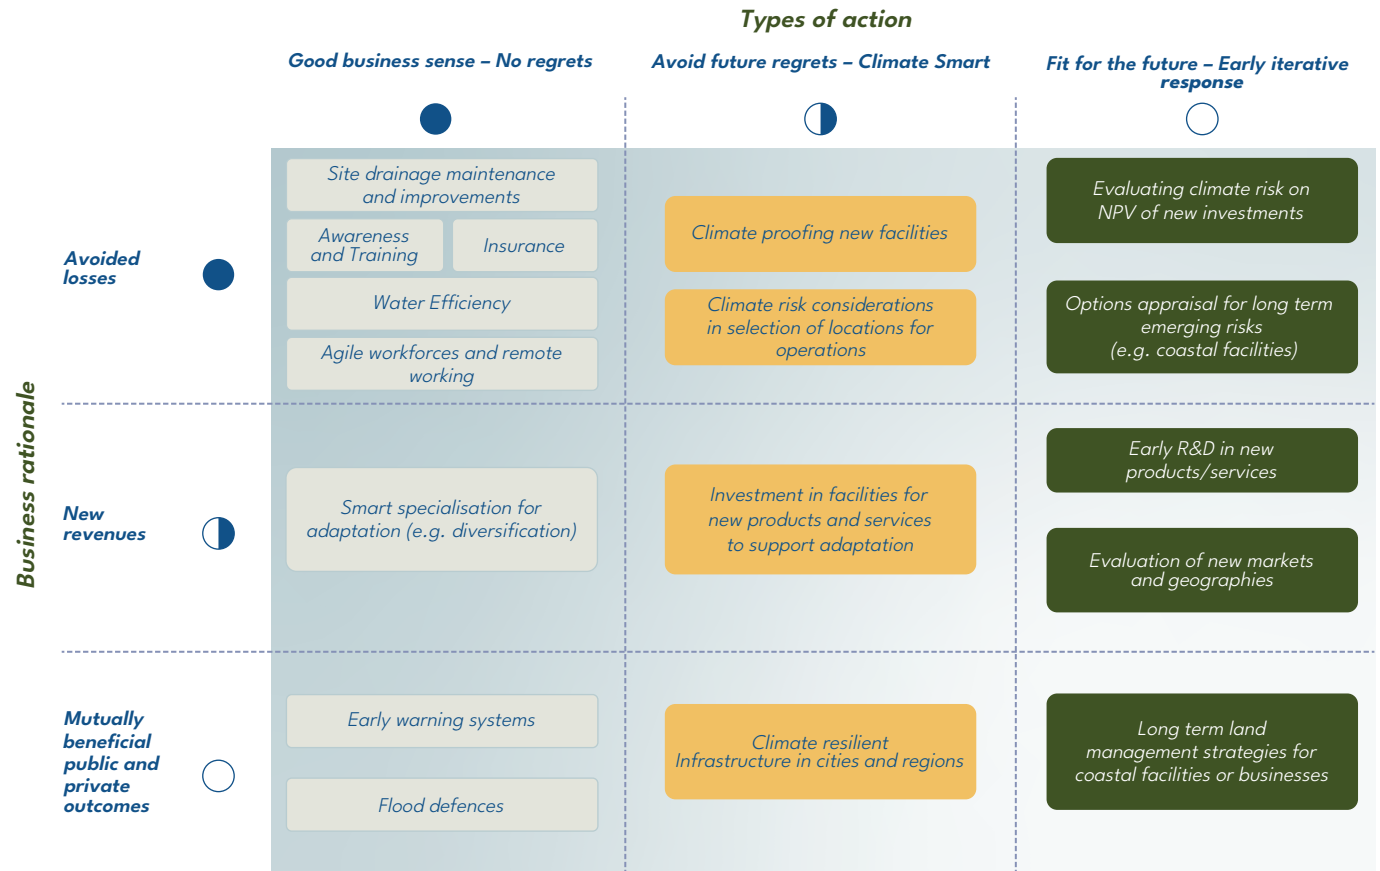 Types of action
Good business sense – No regrets
Avoid future regrets – Climate Smart
Fit for the future – Early iterative
response
Business rationale
Avoided
losses
Site drainage maintenance
and improvements
Awareness
and Training
Insurance
Water Efficiency
Agile workforces and remote
working
Climate proofing new facilities
Climate risk considerations
in selection of locations for
operations
Evaluating climate risk on
NPV of new investments
Options appraisal for long term
emerging risks
(e.g. coastal facilities)
New
revenues
Smart specialisation for
adaptation (e.g. diversification)
Investment in facilities for
new products and services
to support adaptation
Early R&D in new
products/services
Evaluation of new markets
and geographies
Mutually
beneficial
public and
private
outcomes
Early warning systems
Flood defences
Climate resilient
Infrastructure in cities and regions
Long term land
management strategies for
coastal facilities or businesses